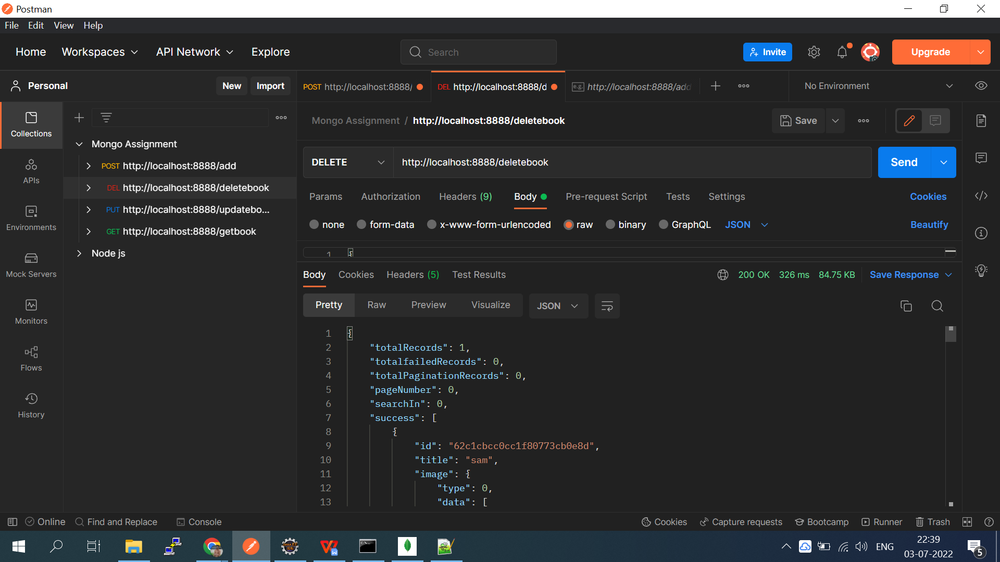 Postman
File Edit View Help
Home Workspaces API Network Explore Search Invite Upgrade
Personal New Import POST http://localhost:8888/ DEL http://localhost:8888/d e.g. http://localhost:8888/add No Environment
Collections
APIs
Environments
Mock Servers
Monitors
Flows
History
Mongo Assignment
POST http://localhost:8888/add
DEL http://localhost:8888/deletebook
PUT http://localhost:8888/updatebo...
GET http://localhost:8888/getbook
Node js
Mongo Assignment / http://localhost:8888/deletebook Save
DELETE http://localhost:8888/deletebook Send
Params Authorization Headers (9) Body Pre-request Script Tests Settings Cookies
none form-data x-www-form-urlencoded raw binary GraphQL JSON Beautify
1 {
Body Cookies Headers (5) Test Results 200 OK 326 ms 84.75 KB Save Response
Pretty Raw Preview Visualize JSON
1 {
2 "totalRecords": 1,
3 "totalfailedRecords": 0,
4 "totalPaginationRecords": 0,
5 "pageNumber": 0,
6 "searchIn": 0,
7 "success": [
8 {
9 "id": "62c1cbcc0cc1f80773cb0e8d",
10 "title": "sam",
11 "image": {
12 "type": 0,
13 "data": [
Online Find and Replace Console Cookies Capture requests Bootcamp Runner Trash
ENG 22:39
03-07-2022 5